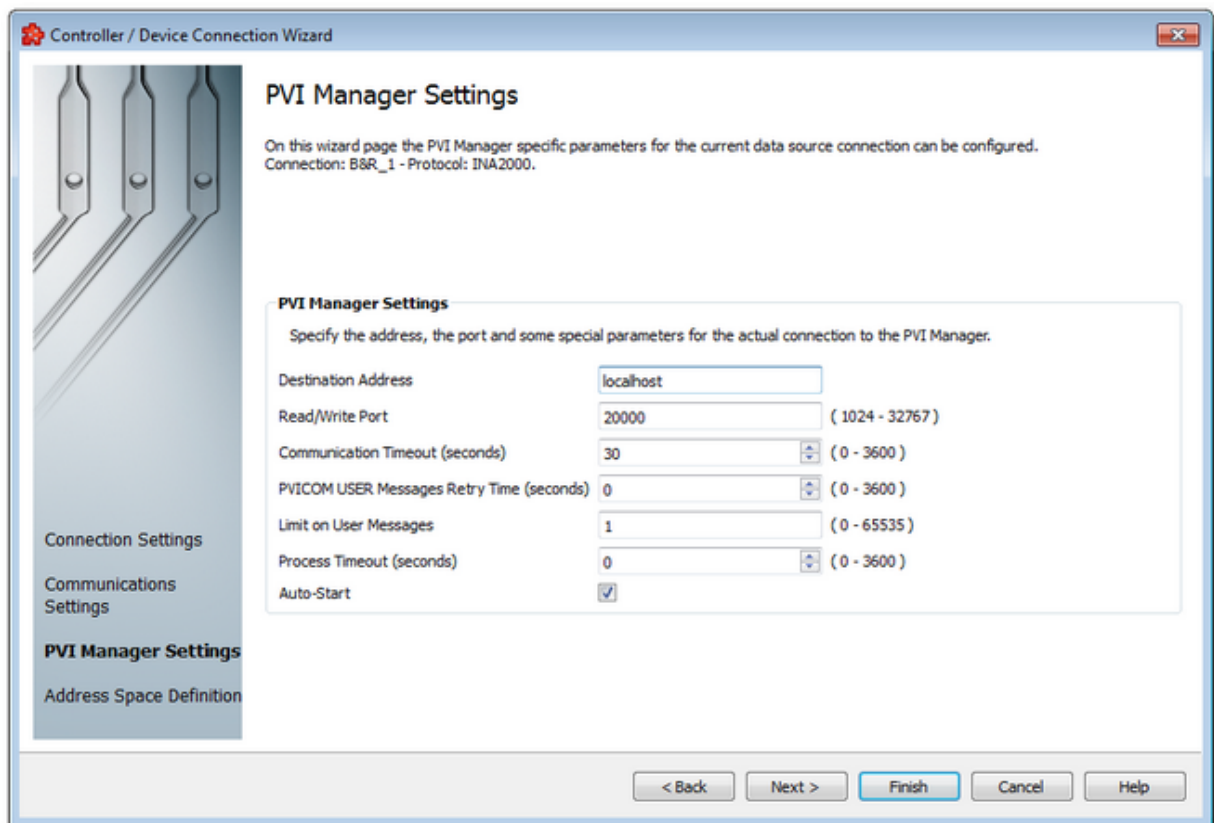 Controller / Device Connection Wizard
PVI Manager Settings
On this wizard page the PVI Manager specific parameters for the current data source connection can be configured.
Connection: B&R_1 - Protocol: INA2000.
PVI Manager Settings
Specify the address, the port and some special parameters for the actual connection to the PVI Manager.
Destination Address localhost
Read/Write Port 20000 ( 1024 - 32767 )
Communication Timeout (seconds) 30 ( 0 - 3600 )
PVICOM USER Messages Retry Time (seconds) 0 ( 0 - 3600 )
Limit on User Messages 1 ( 0 - 65535 )
Process Timeout (seconds) 0 ( 0 - 3600 )
Auto-Start
Connection Settings
Communications
Settings
PVI Manager Settings
Address Space Definition
< Back Next > Finish Cancel Help